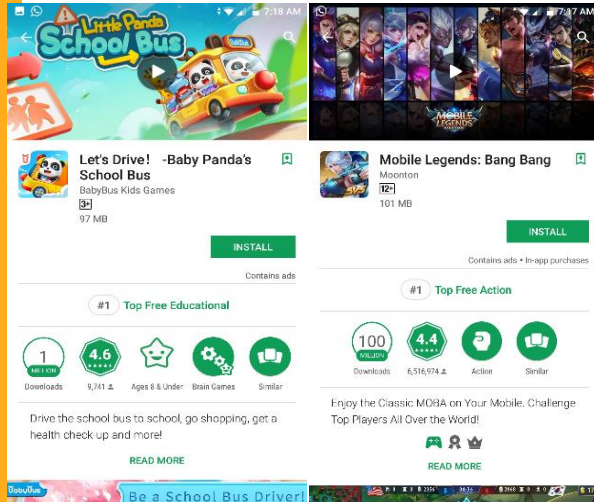 7:18 AM
Little Panda
School Bus
Let's Drive! -Baby Panda's
School Bus
BabyBus Kids Games
3+
97 MB
INSTALL
Contains ads
#1 Top Free Educational
1
MILLION
4.6
Downloads
9,741
Ages 8 & Under
Brain Games
Similar
Drive the school bus to school, go shopping, get a
health check-up and more!
READ MORE
BabyBus
Be a School Bus Driver!
7:17 AM
MOBILE
LEGENDS
Mobile Legends: Bang Bang
Moonton
12+
101 MB
INSTALL
Contains ads • In-app purchases
#1 Top Free Action
100
MILLION
4.4
Downloads
6,516,974
Action
Similar
Enjoy the Classic MOBA on Your Mobile. Challenge
Top Players All Over the World!
READ MORE